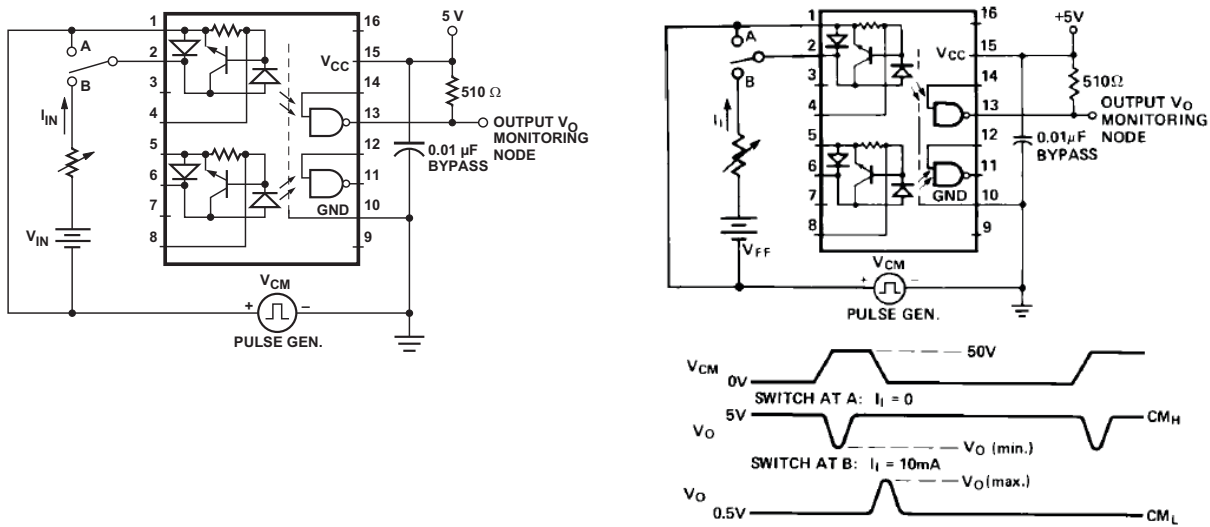 1
16
5 V
A
2
15
VCC
B
3
14
510 Ω
IIN
4
13
OUTPUT VO
MONITORING
NODE
5
12
0.01 µF
BYPASS
6
11
GND
7
10
VIN
8
9
VCM
+
–
PULSE GEN.
1
16
+5V
A
2
15
VCC
B
3
14
510Ω
II
4
13
OUTPUT VO
MONITORING
NODE
5
12
0.01µF
BYPASS
6
11
GND
7
10
8
9
VFF
VCM
+
–
PULSE GEN.
50V
VCM
0V
SWITCH AT A: II = 0
5V
CMH
VO
VO (min.)
SWITCH AT B: II = 10mA
VO (max.)
VO
0.5V
CML